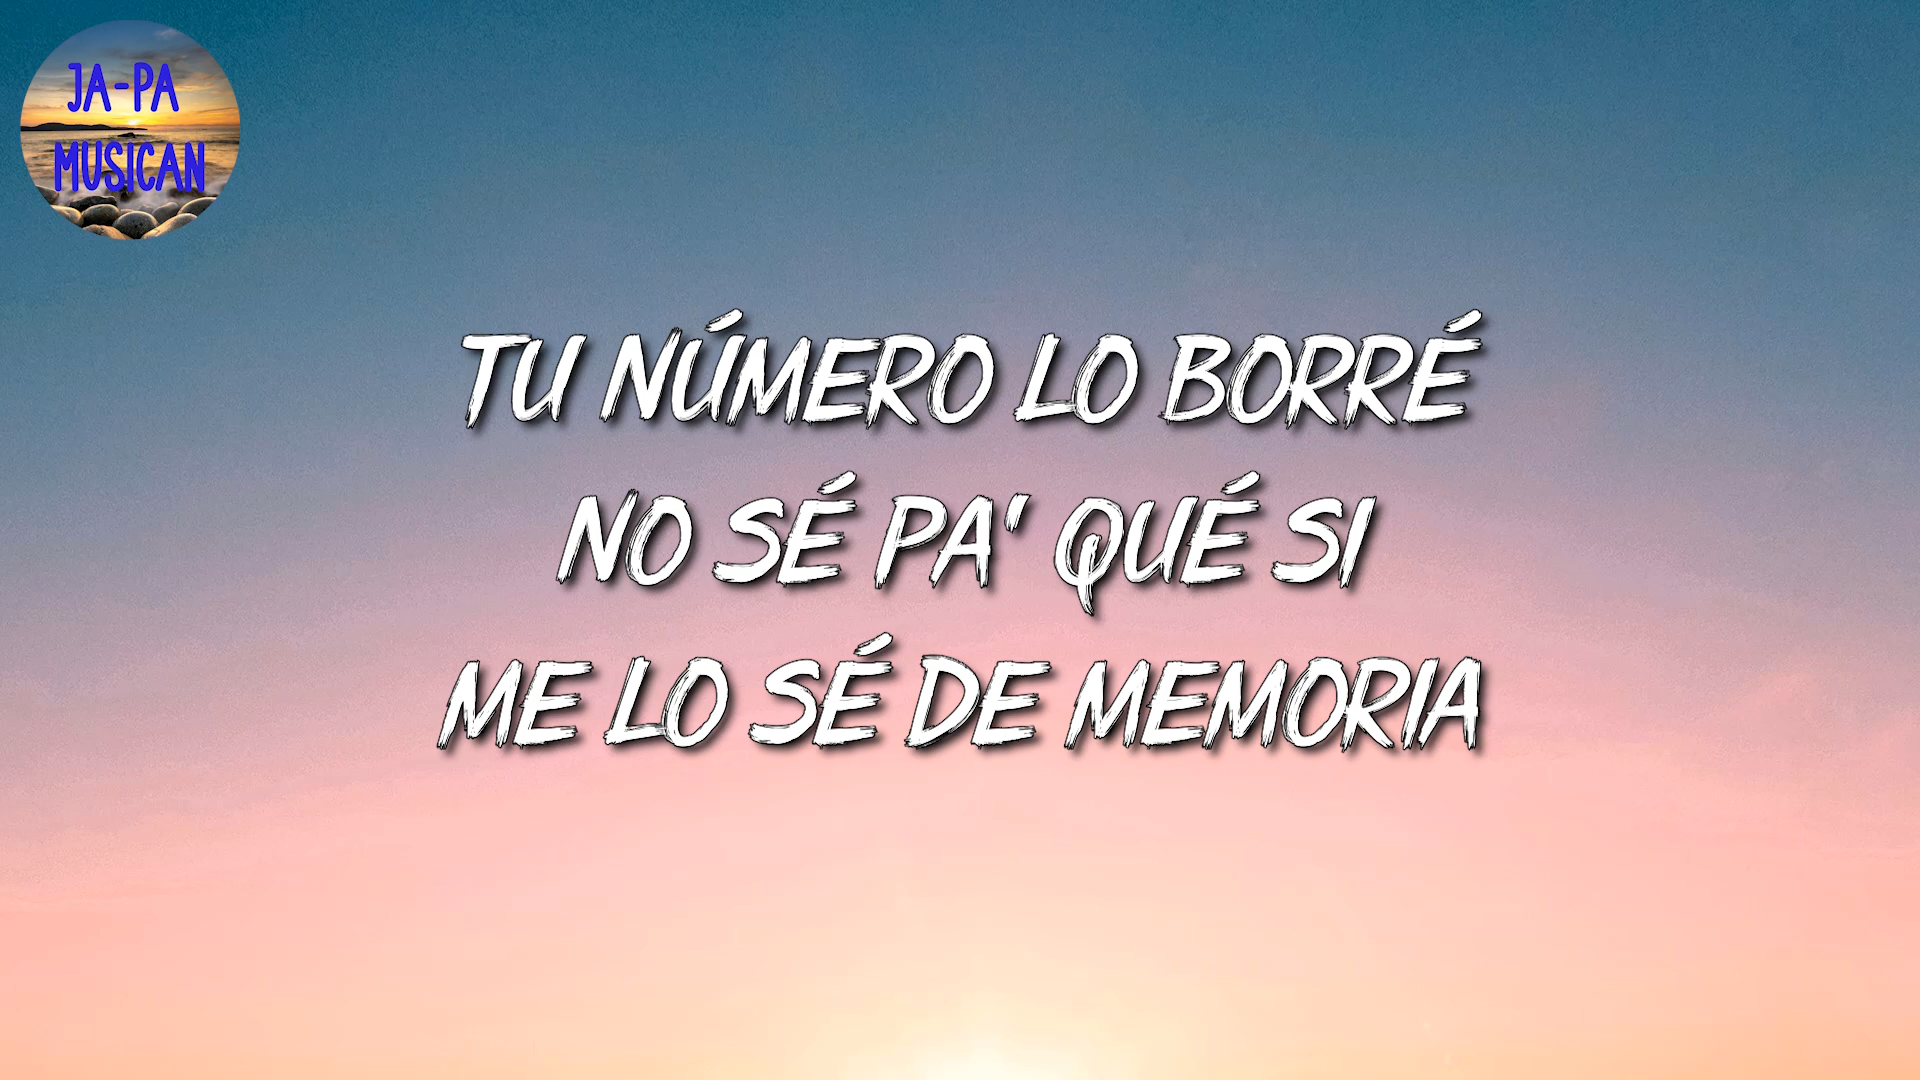 JA-PA
MUSICAN
TU NÚMERO LO BORRÉ
NO SÉ PA' QUÉ SI
ME LO SÉ DE MEMORIA